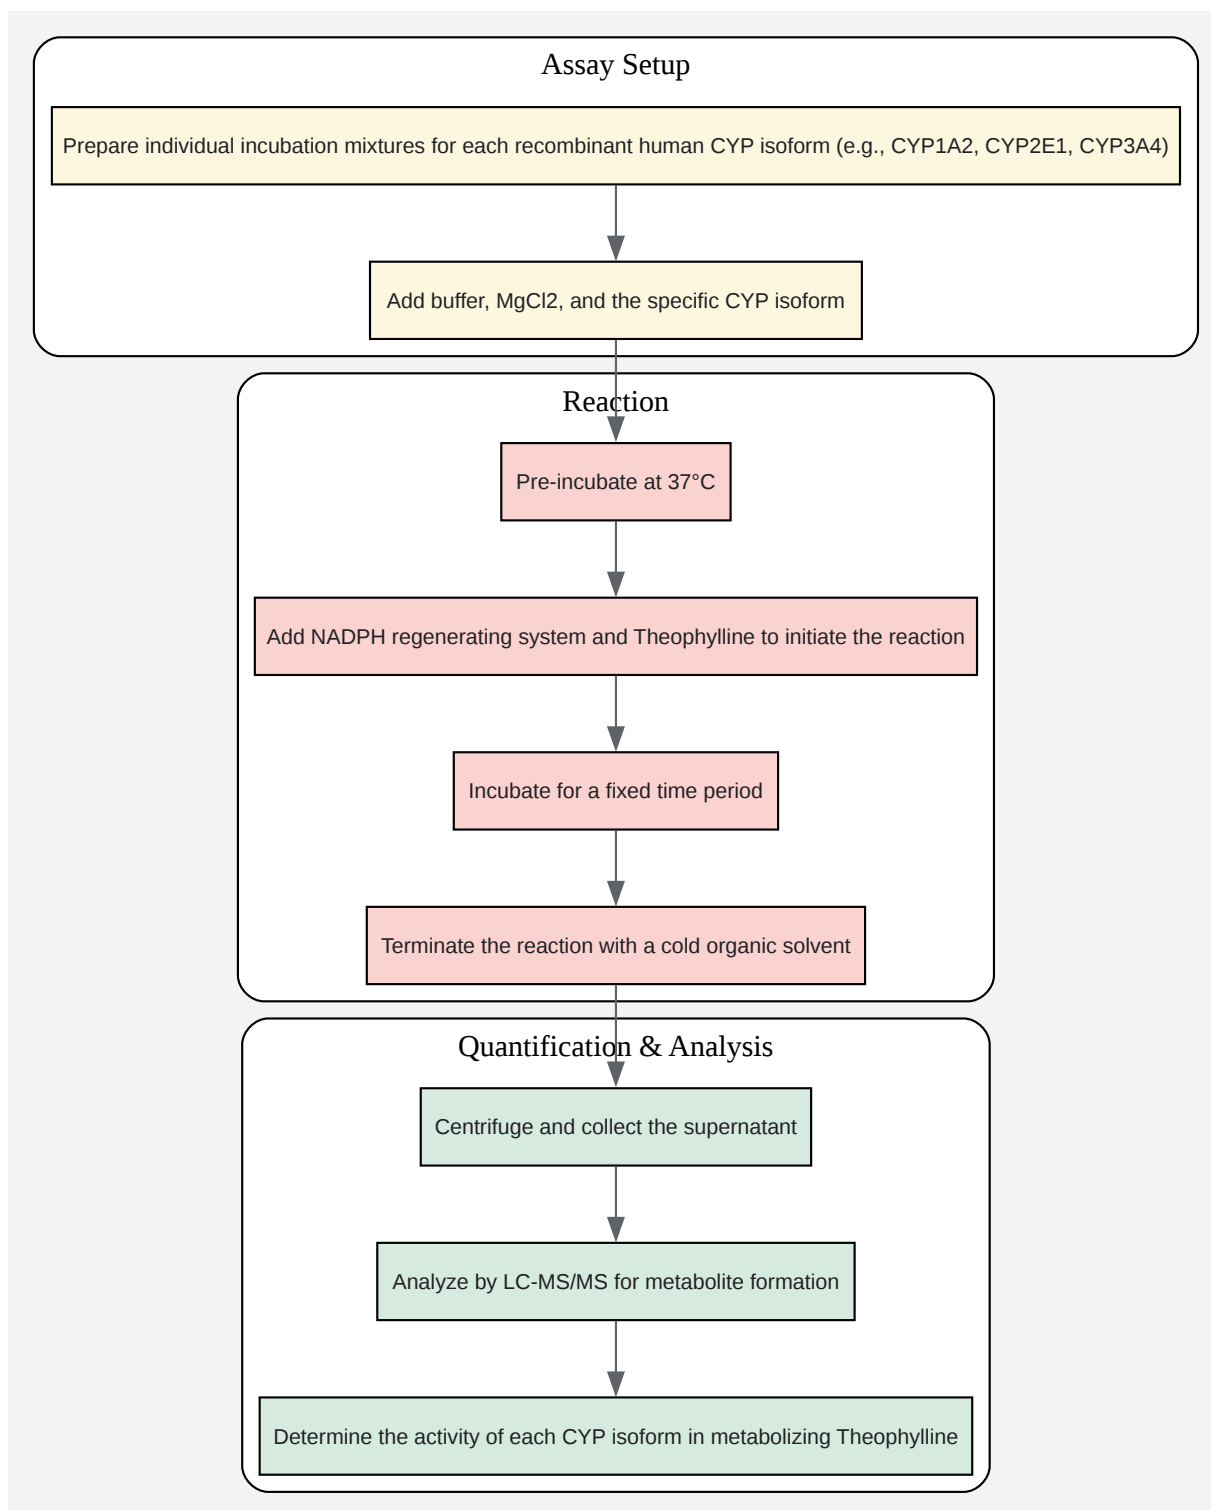 Assay Setup
Prepare individual incubation mixtures for each recombinant human CYP isoform (e.g., CYP1A2, CYP2E1, CYP3A4)
Add buffer, MgCl2, and the specific CYP isoform
Reaction
Pre-incubate at 37°C
Add NADPH regenerating system and Theophylline to initiate the reaction
Incubate for a fixed time period
Terminate the reaction with a cold organic solvent
Quantification & Analysis
Centrifuge and collect the supernatant
Analyze by LC-MS/MS for metabolite formation
Determine the activity of each CYP isoform in metabolizing Theophylline